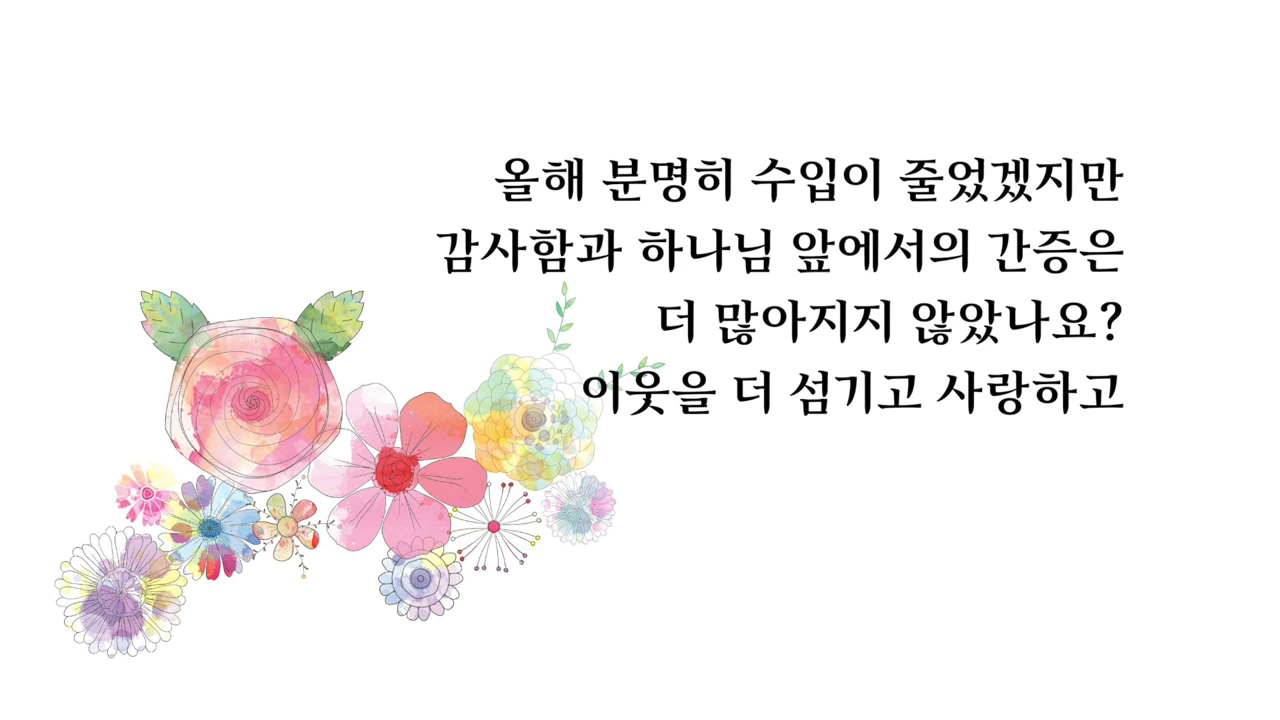 올해 분명히 수입이 줄었겠지만
감사함과 하나님 앞에서의 간증은
더 많아지지 않았나요?
이웃을 더 섬기고 사랑하고